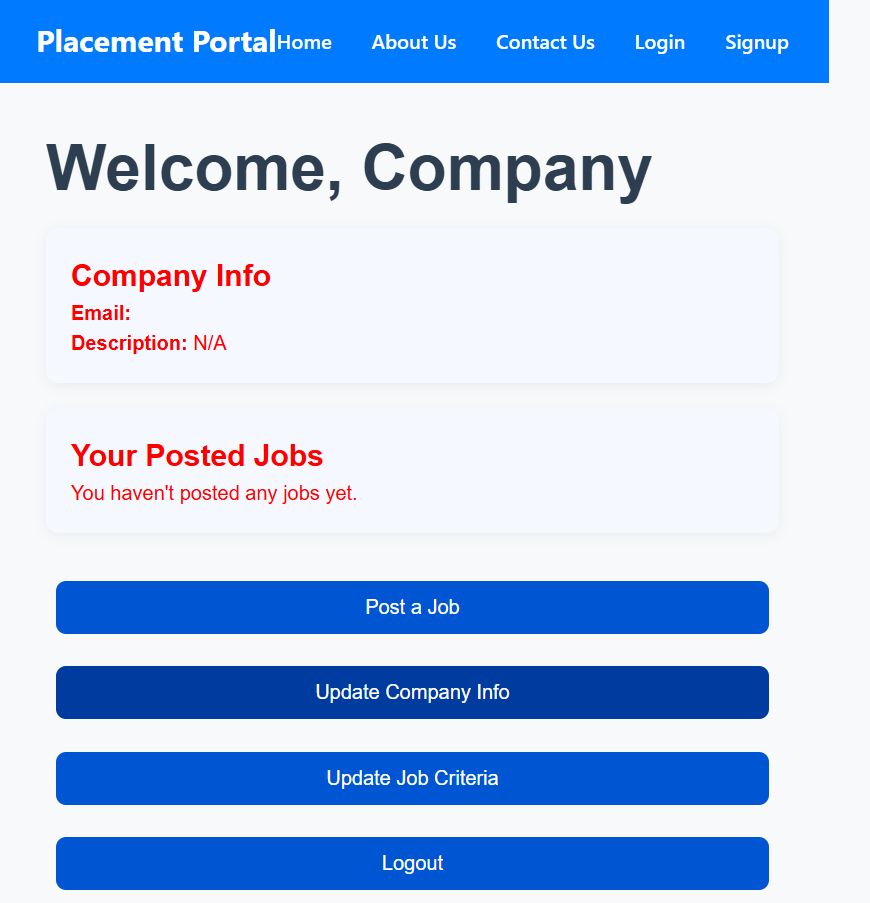 Placement Portal Home About Us Contact Us Login Signup
Welcome, Company
Company Info
Email:
Description: N/A
Your Posted Jobs
You haven't posted any jobs yet.
Post a Job
Update Company Info
Update Job Criteria
Logout